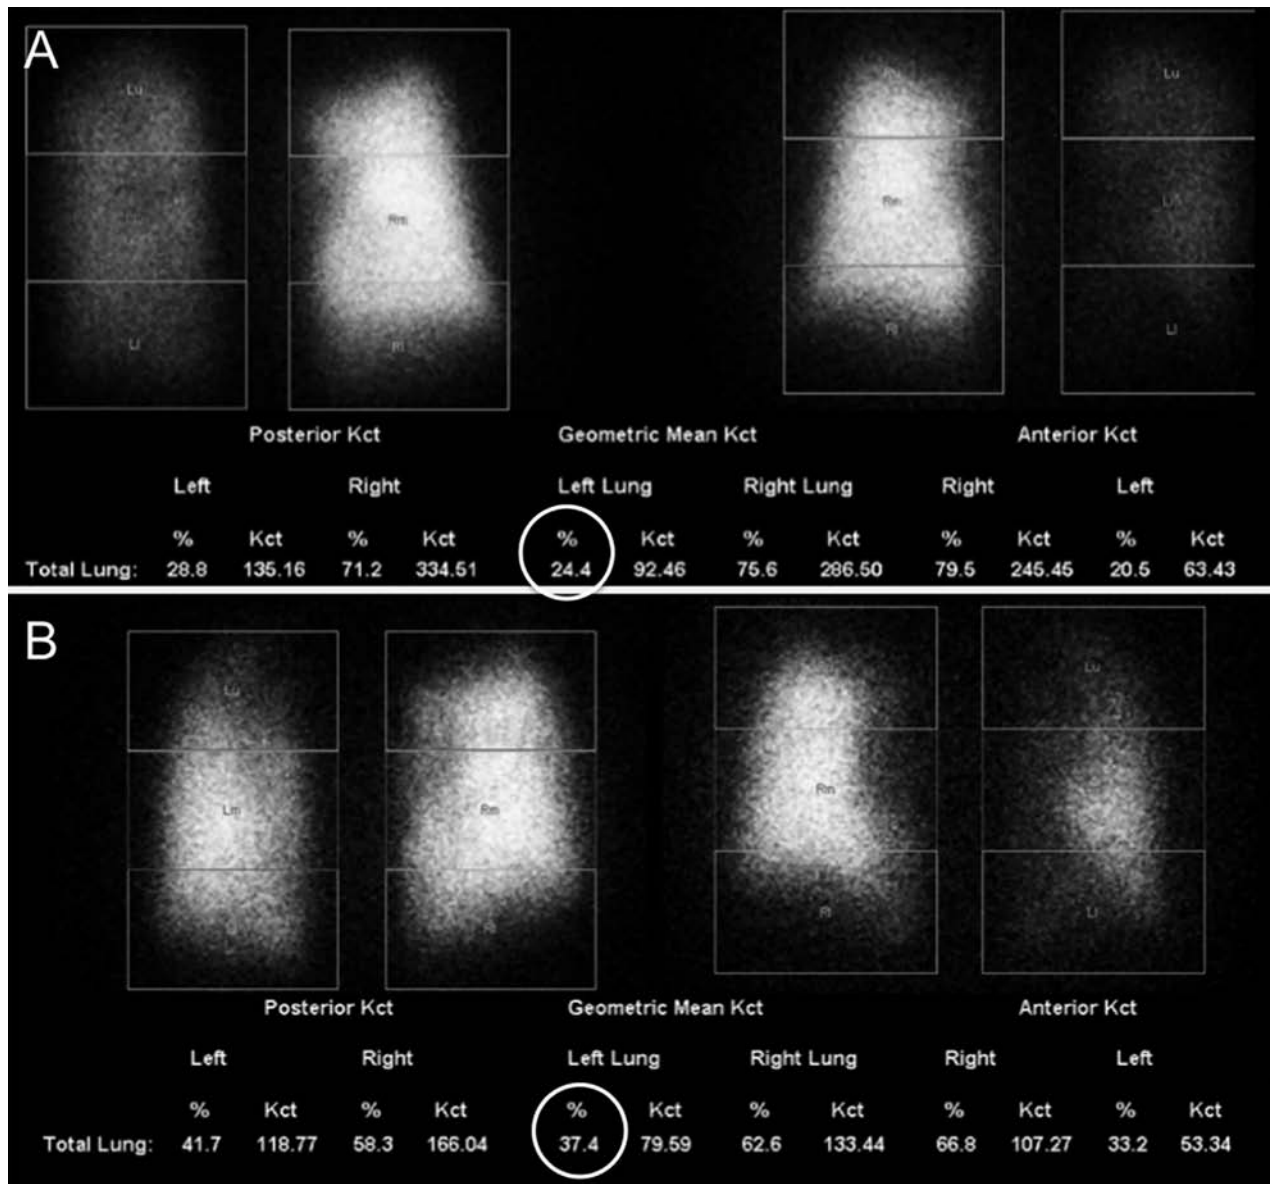 A
Lu Ru Lu
Rm Rm LM
Ll Rl Rl Ll
Posterior Kct Geometric Mean Kct Anterior Kct
Left Right Left Lung Right Lung Right Left
% Kct % Kct % Kct % Kct % Kct % Kct
Total Lung: 28.8 135.16 71.2 334.51 24.4 92.46 75.6 286.50 79.5 245.45 20.5 63.43
B
Lu Lu
Lm Rm Rm
Rl Rl Ll
Posterior Kct Geometric Mean Kct Anterior Kct
Left Right Left Lung Right Lung Right Left
% Kct % Kct % Kct % Kct % Kct % Kct
Total Lung: 41.7 118.77 58.3 166.04 37.4 79.59 62.6 133.44 66.8 107.27 33.2 53.34